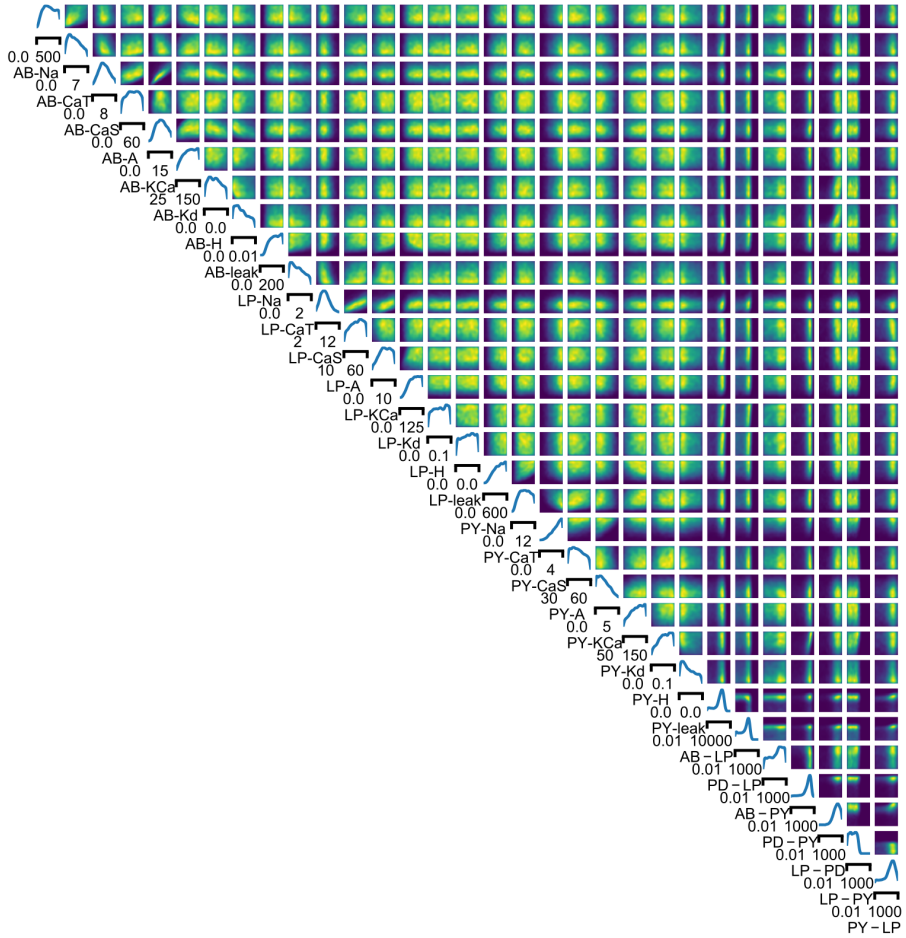 0.0 500
AB-Na
0.0 7
AB-CaT
0.0 8
AB-CaS
0.0 60
AB-A
0.0 15
AB-KCa
25 150
AB-Kd
0.0 0.0
AB-H
0.0 0.01
AB-leak
0.0 200
LP-Na
0.0 2
LP-CaT
2 12
LP-CaS
10 60
LP-A
0.0 10
LP-KCa
0.0 125
LP-Kd
0.0 0.1
LP-H
0.0 0.0
LP-leak
0.0 600
PY-Na
0.0 12
PY-CaT
0.0 4
PY-CaS
30 60
PY-A
0.0 5
PY-KCa
50 150
PY-Kd
0.0 0.1
PY-H
0.0 0.0
PY-leak
0.01 10000
AB – LP
0.01 1000
PD – LP
0.01 1000
AB – PY
0.01 1000
PD – PY
0.01 1000
LP – PD
0.01 1000
LP – PY
0.01 1000
PY – LP